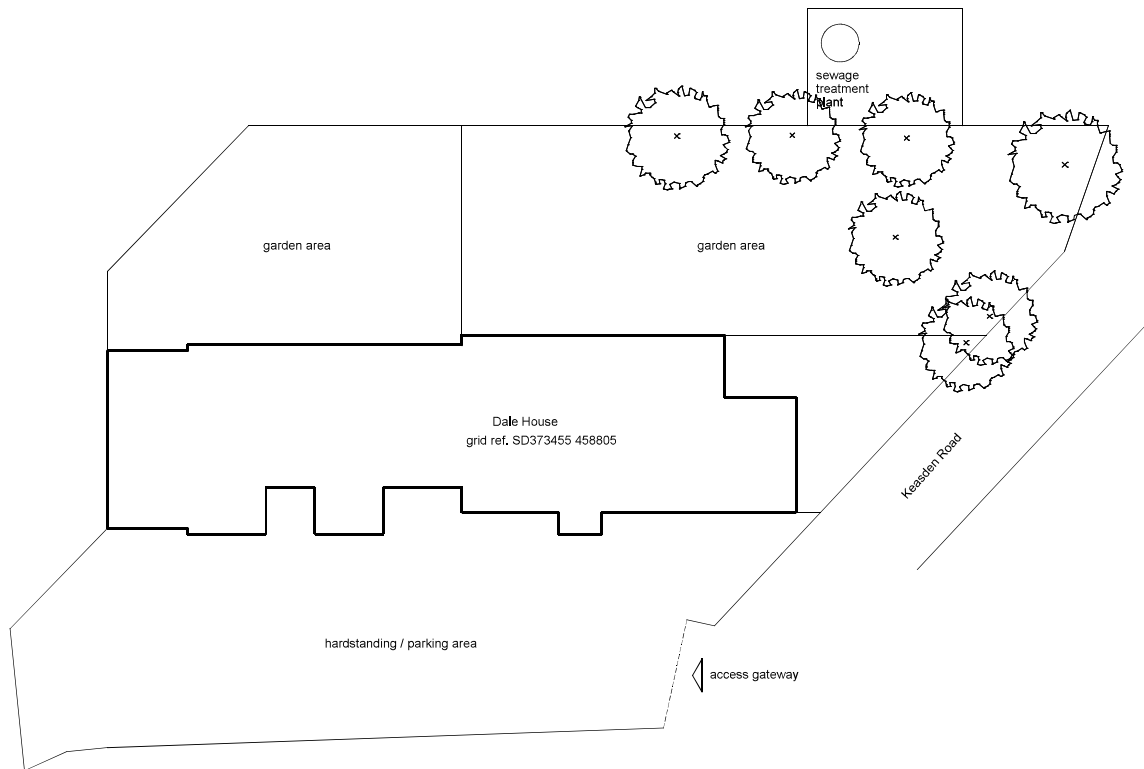 sewage
treatment
plant
garden area
garden area
Dale House
grid ref. SD373455 458805
Keasden Road
hardstanding / parking area
access gateway